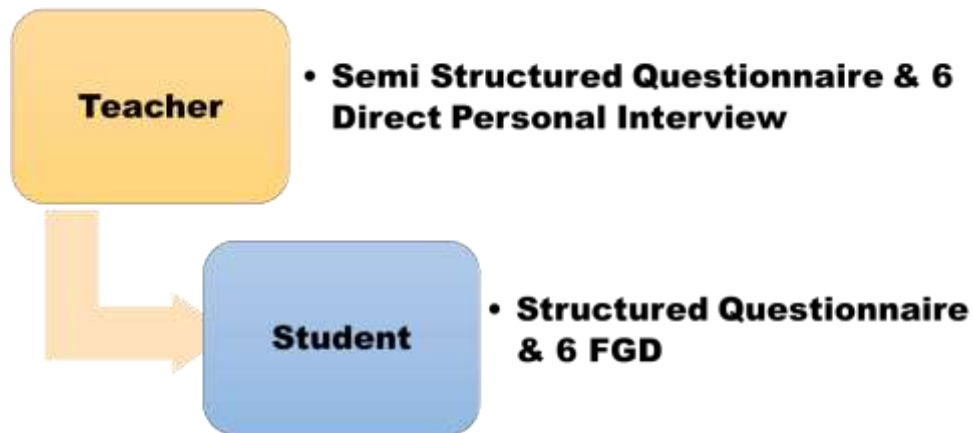 Teacher
• Semi Structured Questionnaire & 6
Direct Personal Interview
Student
• Structured Questionnaire
& 6 FGD